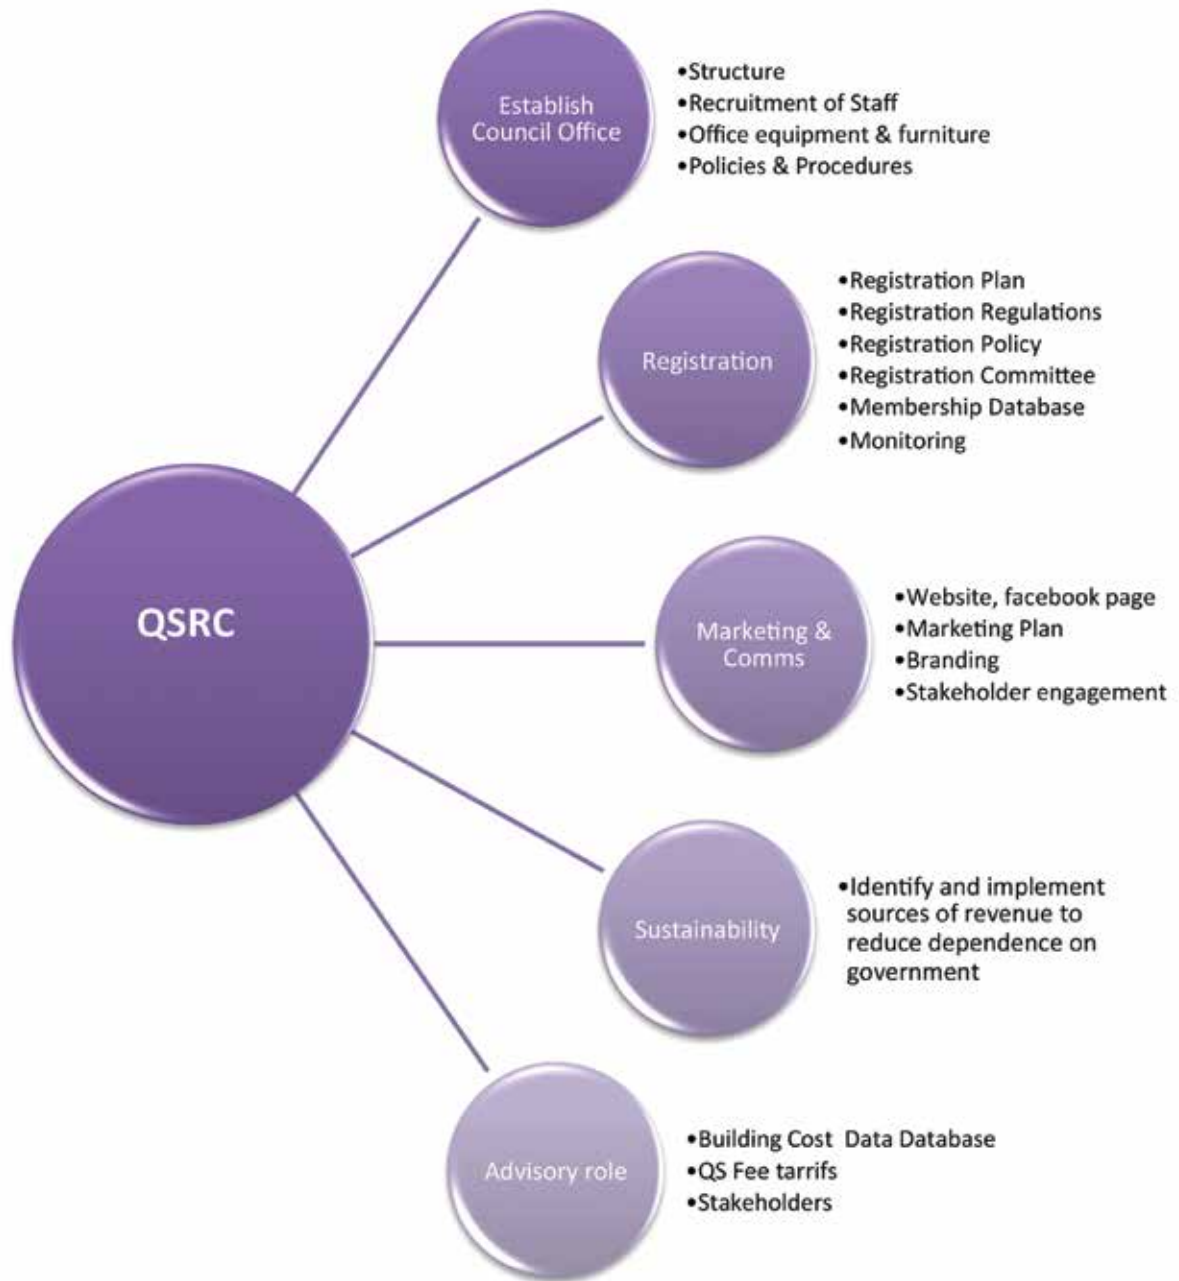 Establish
Council Office
•Structure
•Recruitment of Staff
•Office equipment & furniture
•Policies & Procedures
Registration
•Registration Plan
•Registration Regulations
•Registration Policy
•Registration Committee
•Membership Database
•Monitoring
QSRC
Marketing &
Comms
•Website, facebook page
•Marketing Plan
•Branding
•Stakeholder engagement
Sustainability
•Identify and implement
sources of revenue to
reduce dependence on
government
Advisory role
•Building Cost  Data Database
•QS Fee tarrifs
•Stakeholders